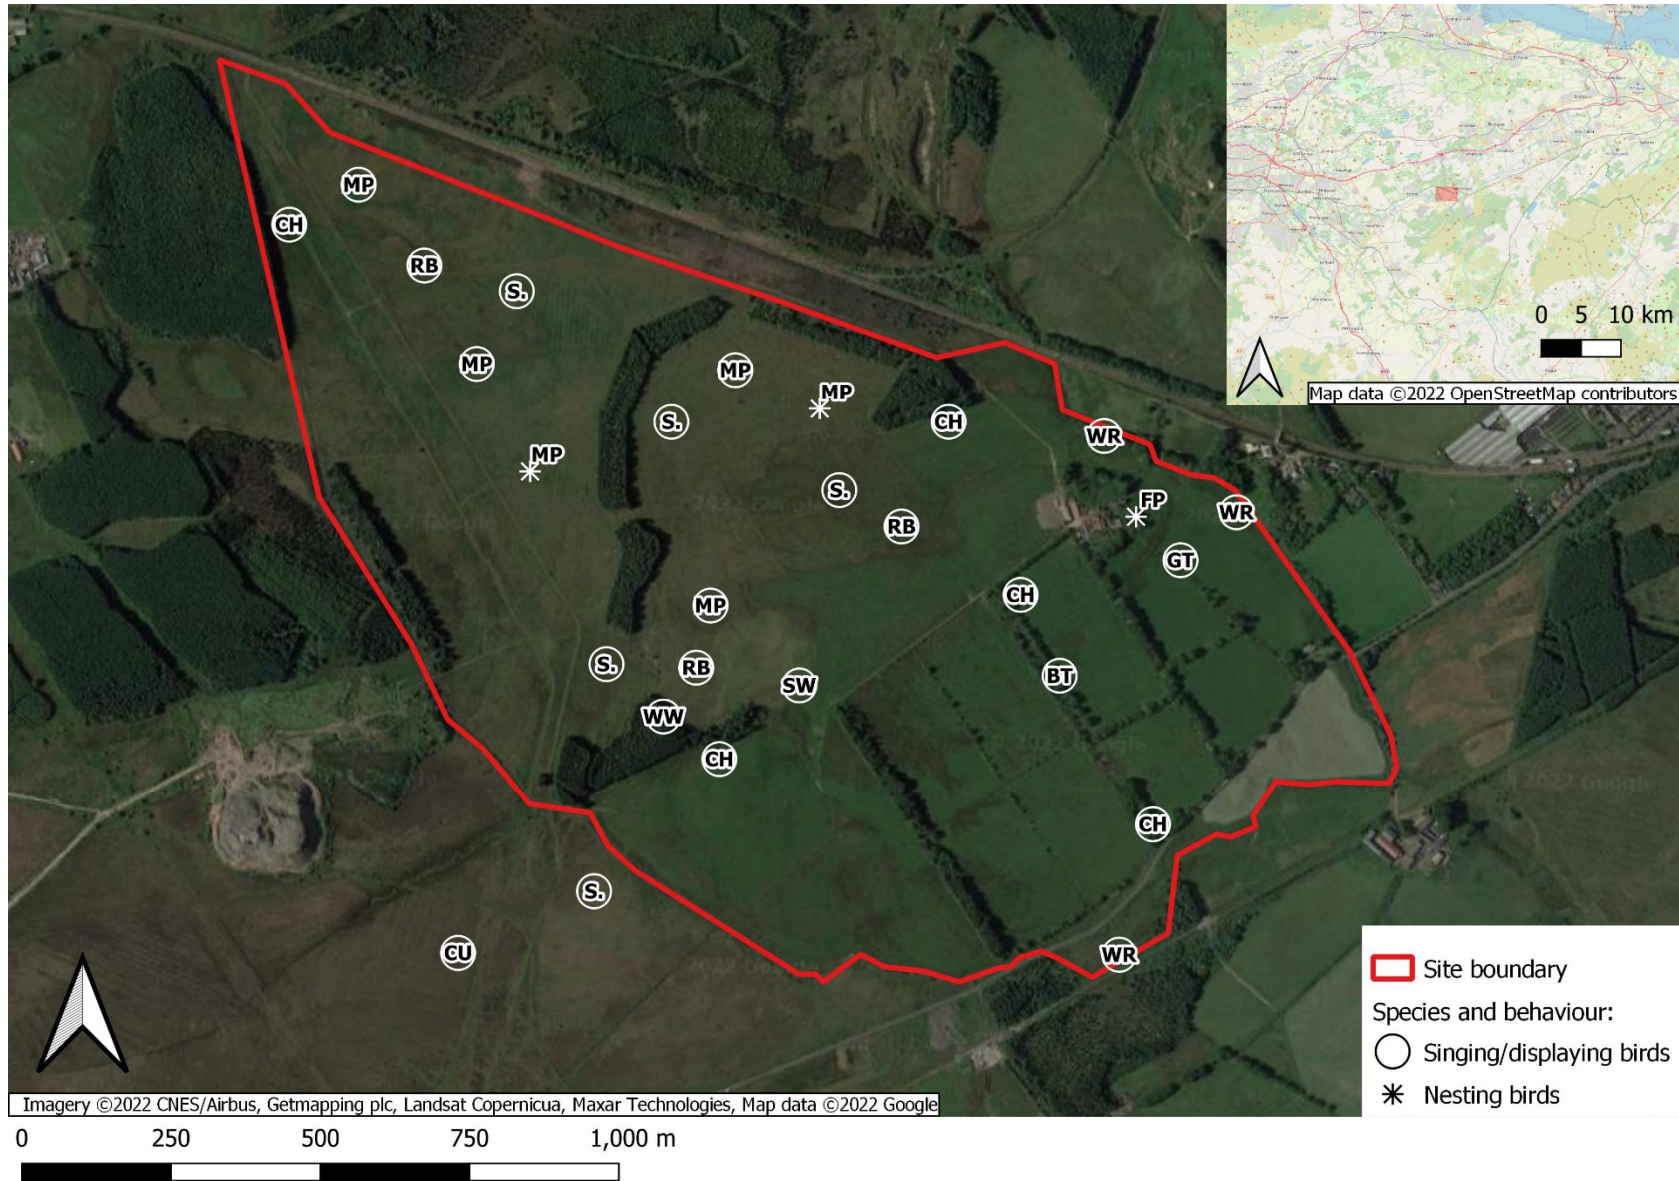 MP
CH
RB
S.
MP
MP
MP
S.
CH
WR
MP
S.
FP
WR
RB
GT
CH
MP
S.
RB
BT
SW
WW
CH
CH
S.
CU
WR
0 5 10 km
Map data ©2022 OpenStreetMap contributors
Site boundary
Species and behaviour:
Singing/displaying birds
Nesting birds
Imagery ©2022 CNES/Airbus, Getmapping plc, Landsat Copernicua, Maxar Technologies, Map data ©2022 Google
0 250 500 750 1,000 m